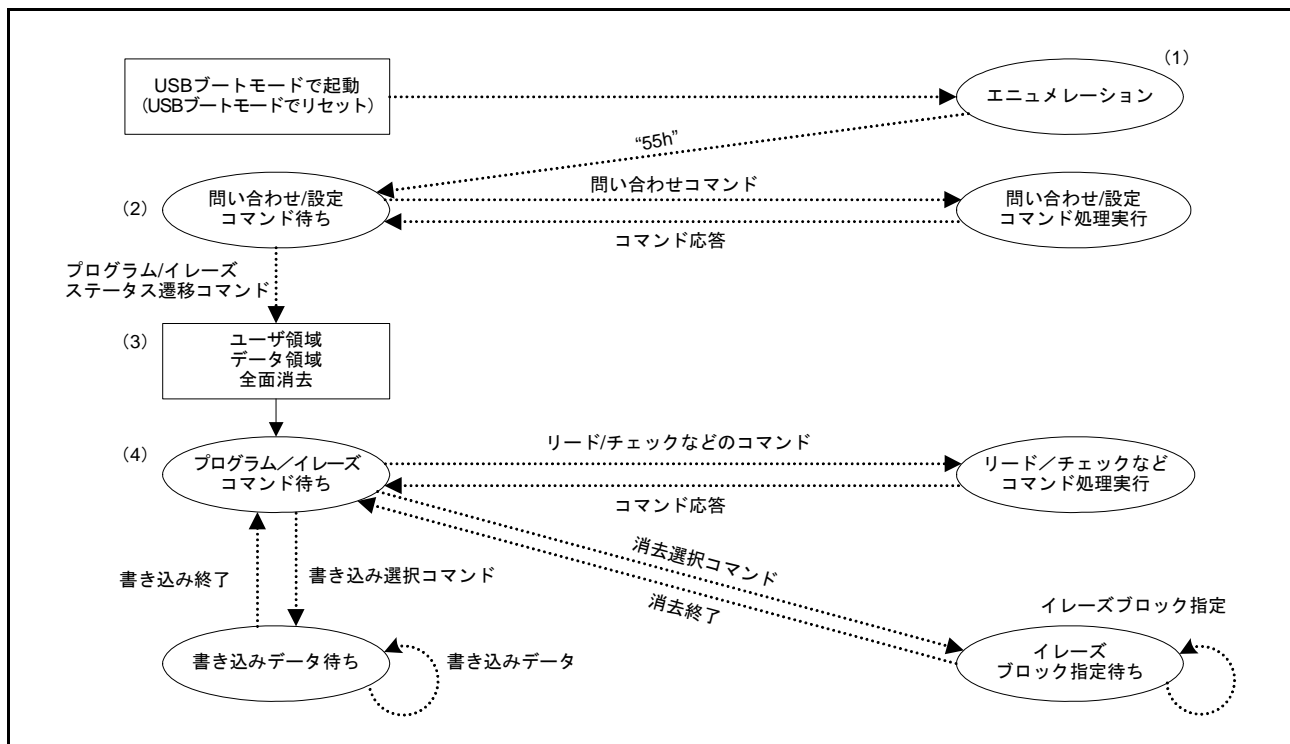 (1)
USBブートモードで起動
(USBブートモードでリセット)
エニュメレーション
“55h”
(2)
問い合わせ/設定
コマンド待ち
問い合わせコマンド
コマンド応答
問い合わせ/設定
コマンド処理実行
プログラム/イレーズ
ステータス遷移コマンド
(3)
ユーザ領域
データ領域
全面消去
(4)
プログラム／イレーズ
コマンド待ち
リード/チェックなどのコマンド
コマンド応答
リード／チェックなど
コマンド処理実行
書き込み終了
書き込み選択コマンド
消去選択コマンド
消去終了
イレーズブロック指定
書き込みデータ待ち
書き込みデータ
イレーズ
ブロック指定待ち